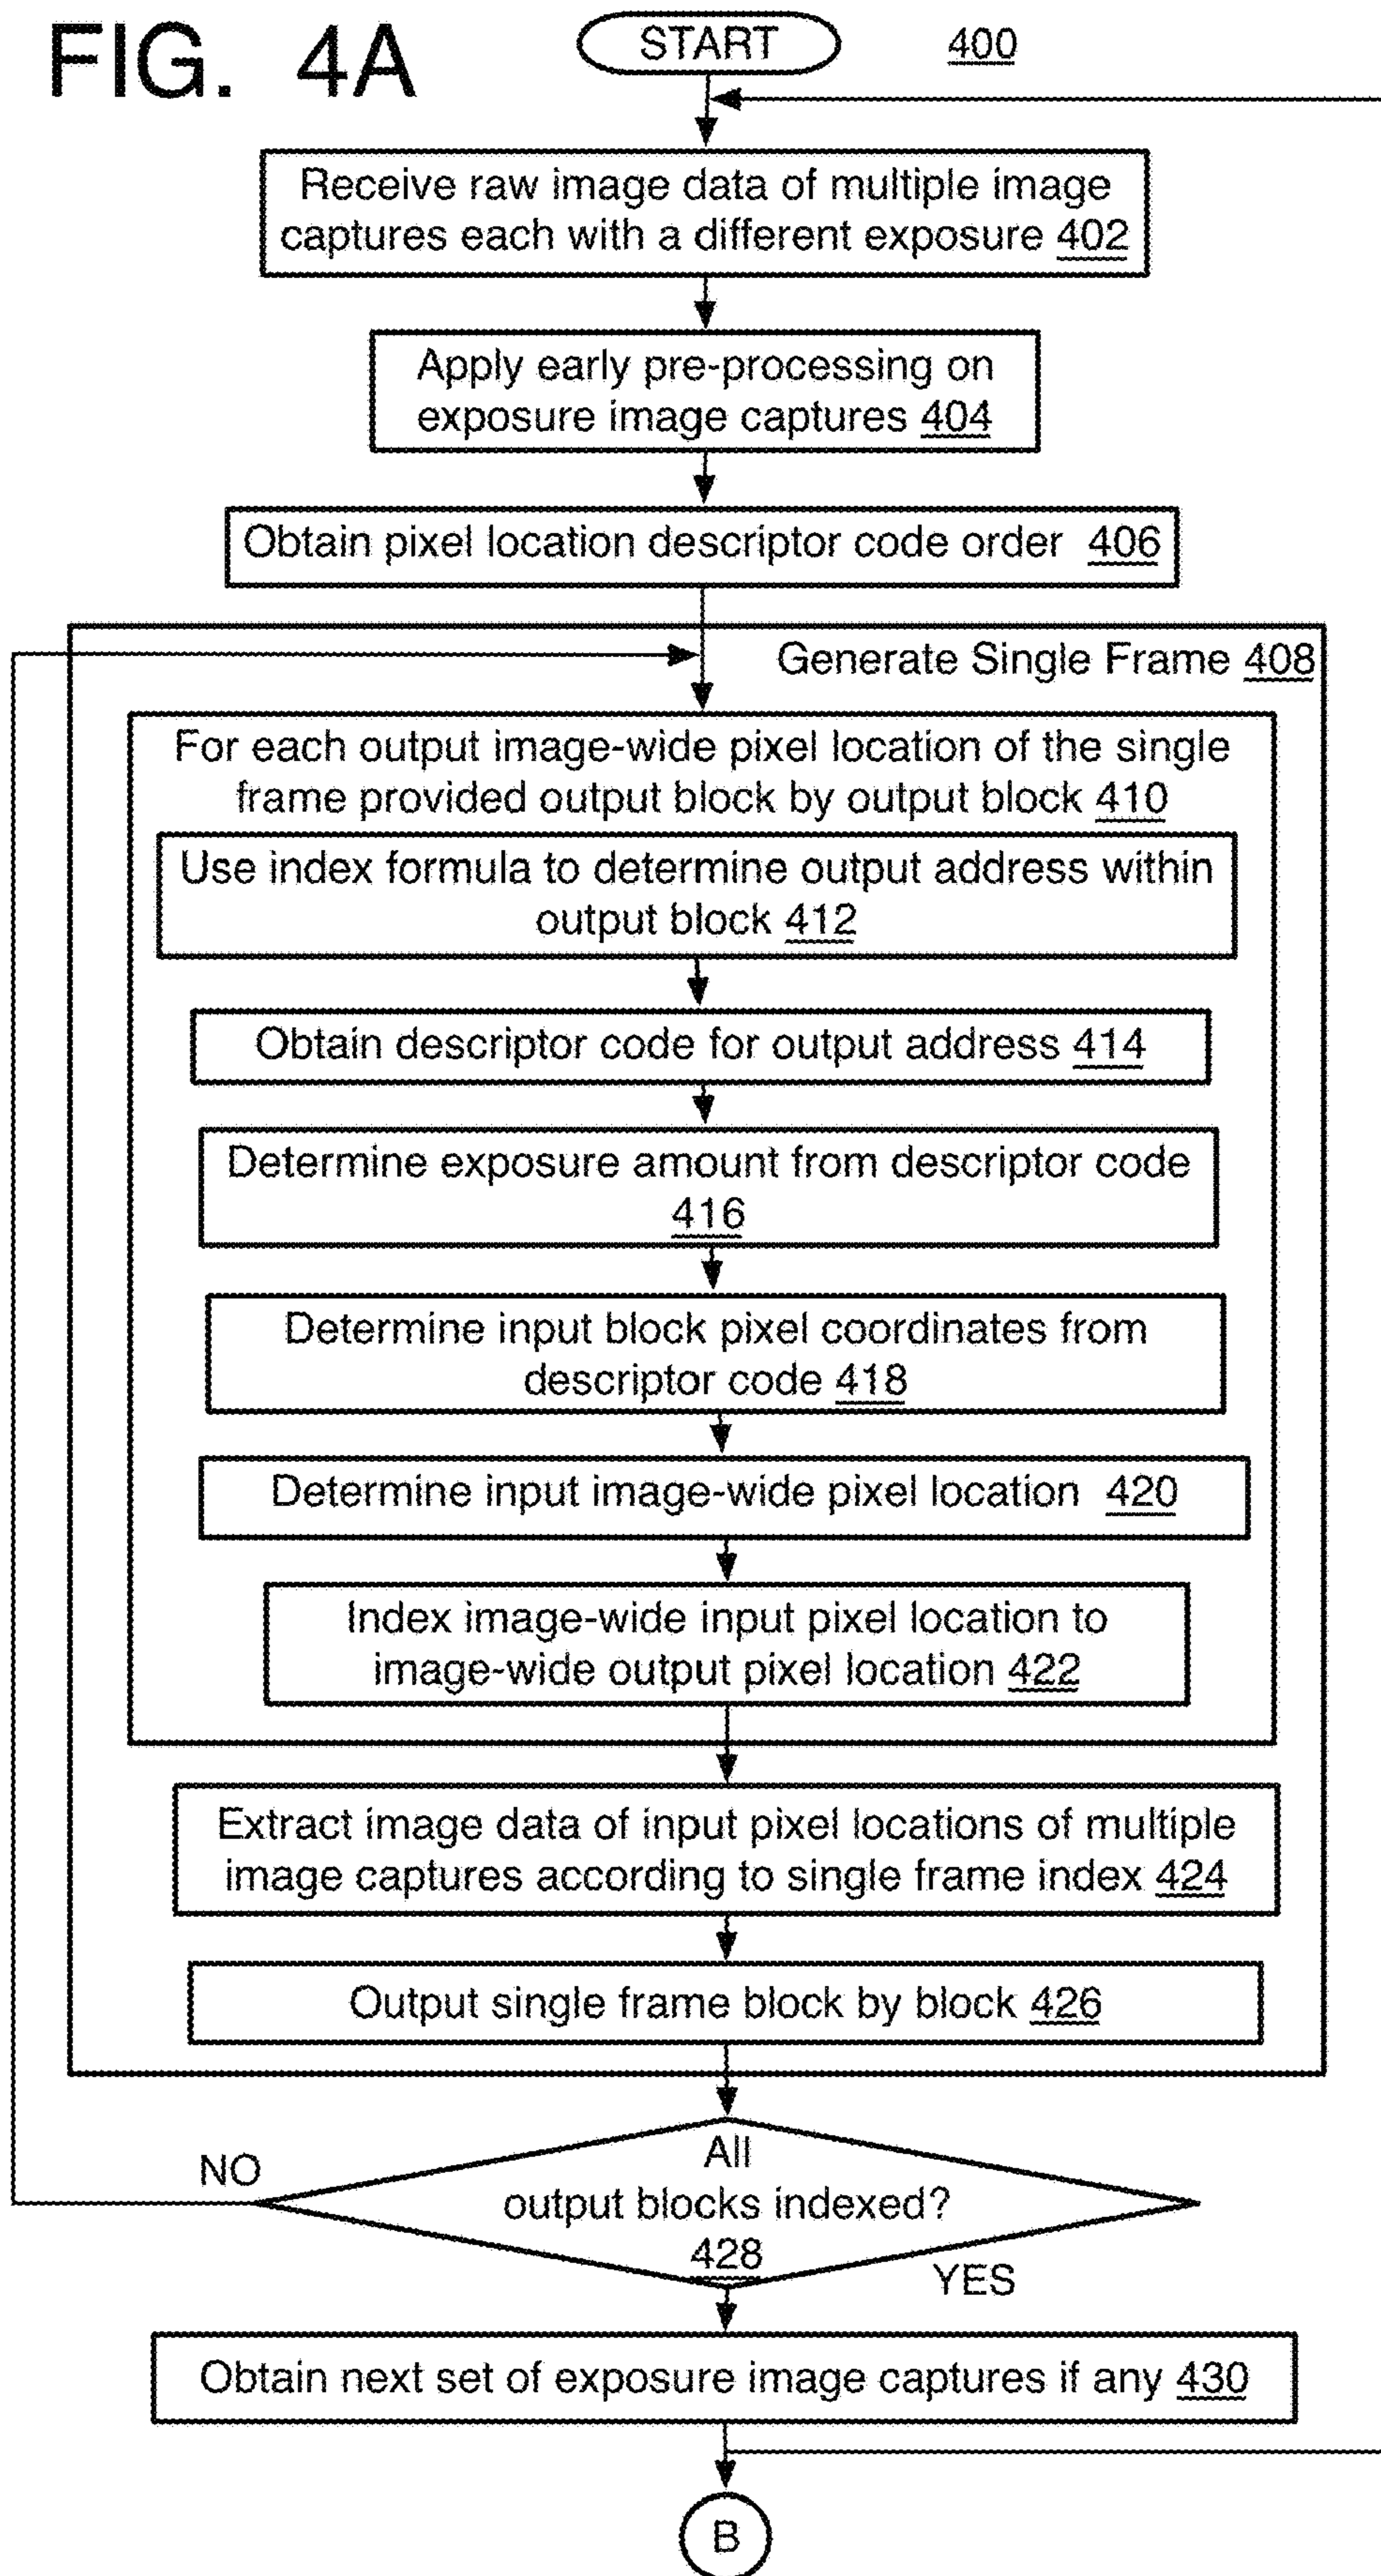 FIG. 4A
START
400
Receive raw image data of multiple image
captures each with a different exposure 402
Apply early pre-processing on
exposure image captures 404
Obtain pixel location descriptor code order 406
Generate Single Frame 408
For each output image-wide pixel location of the single
frame provided output block by output block 410
Use index formula to determine output address within
output block 412
Obtain descriptor code for output address 414
Determine exposure amount from descriptor code
416
Determine input block pixel coordinates from
descriptor code 418
Determine input image-wide pixel location 420
Index image-wide input pixel location to
image-wide output pixel location 422
Extract image data of input pixel locations of multiple
image captures according to single frame index 424
Output single frame block by block 426
All
NO
output blocks indexed?
428
YES
Obtain next set of exposure image captures if any 430
B